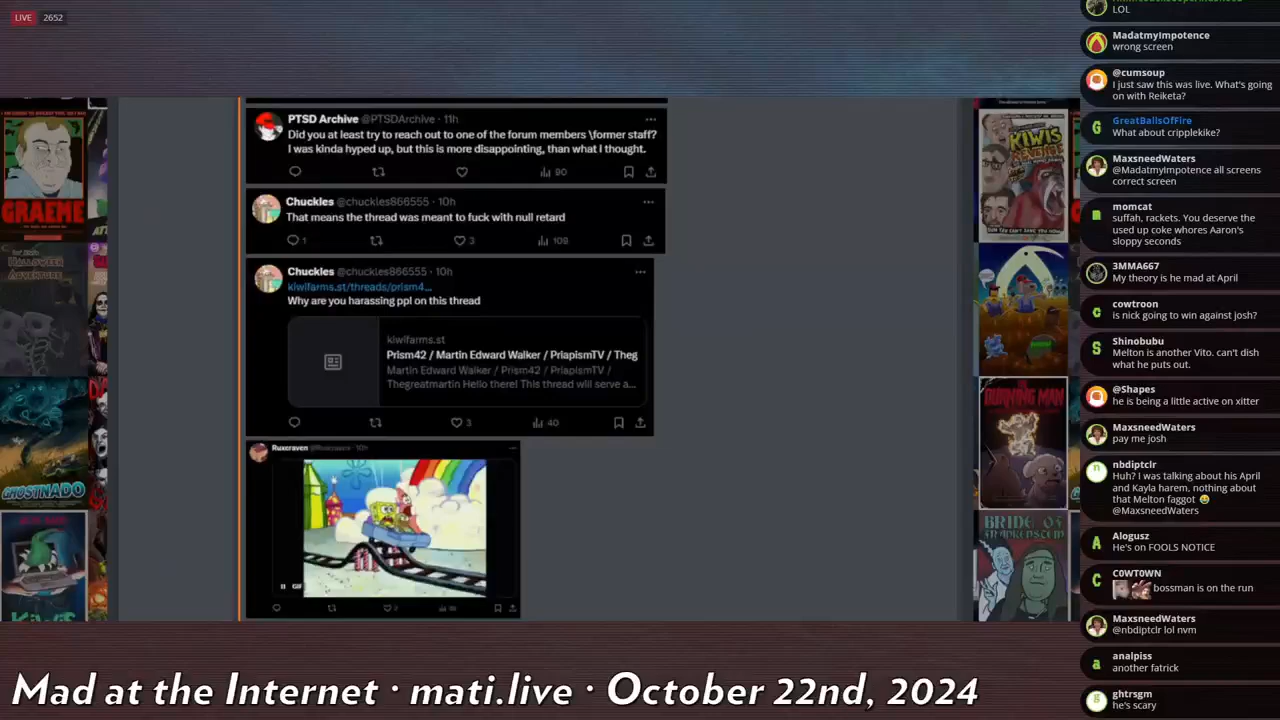 LIVE 2652
GRAEME
HALLOWEEN
ADVENTURE
GHOSTNADO
PTSD Archive @PTSDArchive · 11h
Did you at least try to reach out to one of the forum members \former staff?
I was kinda hyped up, but this is more disappointing, than what I thought.
90
Chuckles @chuckles866555 · 10h
That means the thread was meant to fuck with null retard
1 3 109
Chuckles @chuckles866555 · 10h
kiwifarms.st/threads/prism4...
Why are you harassing ppl on this thread
kiwifarms.st
Prism42 / Martin Edward Walker / PriapismTV / Theg
Martin Edward Walker / Prism42 / PriapismTV /
Thegreatmartin Hello there! This thread will serve a...
3 40
Ruxcraven
10h
GIF
KIWIS
REVENGE
BURNING MAN
BRIDE OF
FRANKENSTEIN
LOL
MadatmyImpotence
wrong screen
@cumsoup
I just saw this was live. What's going
on with Reiketa?
GreatBallsOfFire
What about cripplekike?
MaxsneedWaters
@MadatmyImpotence all screens
correct screen
momcat
suffah, rackets. You deserve the
used up coke whores Aaron's
sloppy seconds
3MMA667
My theory is he mad at April
cowtroon
is nick going to win against josh?
Shinobubu
Melton is another Vito. can't dish
what he puts out.
@Shapes
he is being a little active on xitter
MaxsneedWaters
pay me josh
nbdiptclr
Huh? I was talking about his April
and Kayla harem, nothing about
that Melton faggot 😅
@MaxsneedWaters
Alogusz
He's on FOOLS NOTICE
C0WT0WN
bossman is on the run
MaxsneedWaters
@nbdiptclr lol nvm
analpiss
another fatrick
ghtrsgm
he's scary
Mad at the Internet · mati.live · October 22nd, 2024